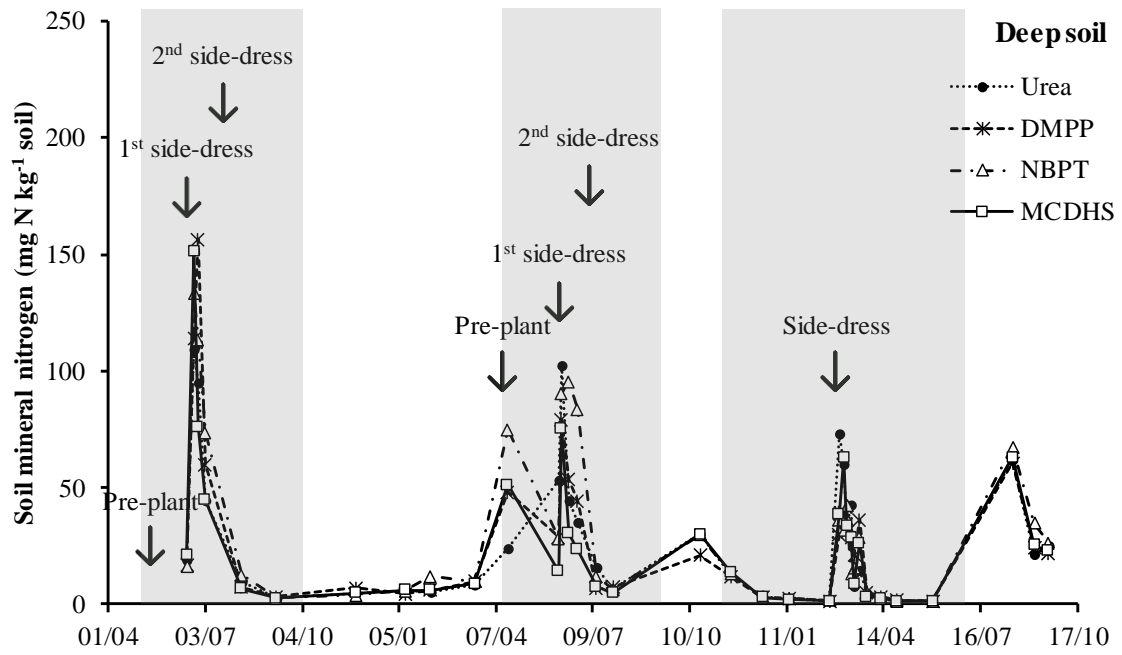 Soil mineral nitrogen (mg N kg⁻¹ soil)
250
200
150
100
50
0
2ⁿᵈ side-dress
1ˢᵗ side-dress
Pre-plant
2ⁿᵈ side-dress
1ˢᵗ side-dress
Pre-plant
Side-dress
Deep soil
Urea
DMPP
NBPT
MCDHS
01/04 03/07 04/10 05/01 07/04 09/07 10/10 11/01 14/04 16/07 17/10